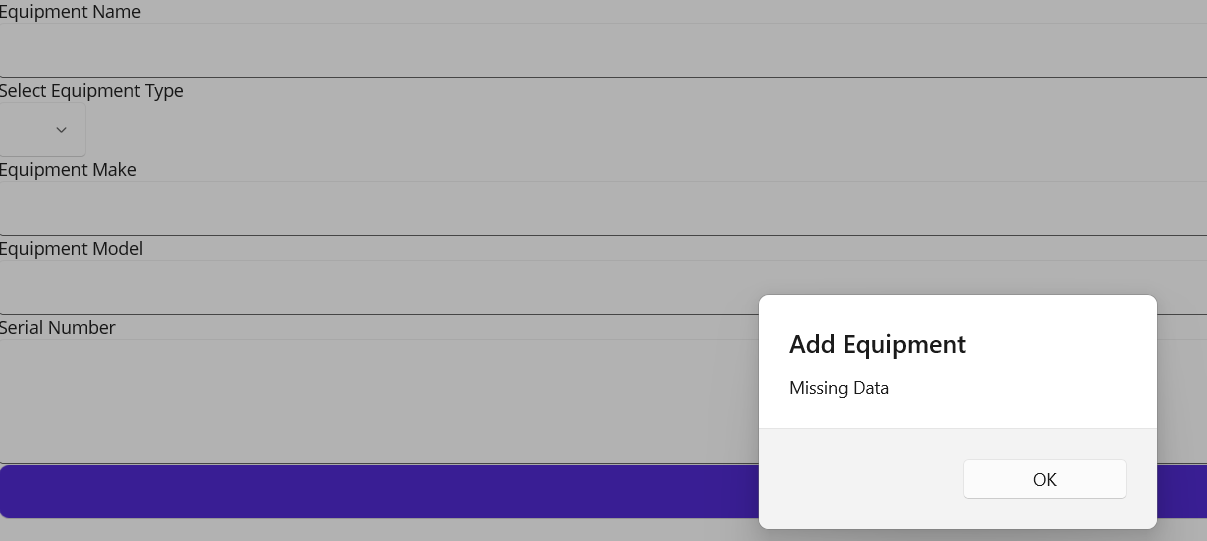 Equipment Name
Select Equipment Type
Equipment Make
Equipment Model
Serial Number
Add Equipment
Missing Data
OK